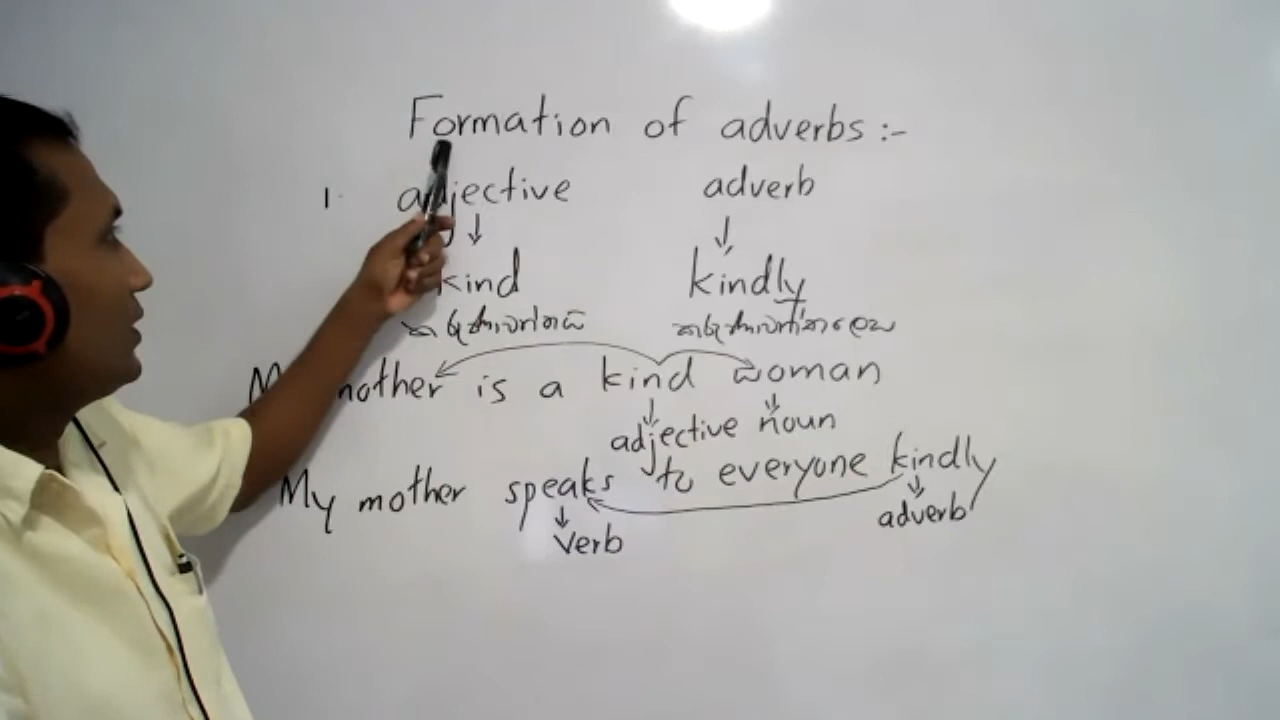 Formation of adverbs :-
1. adjective adverb
↓ ↓
kind kindly
My mother is a kind woman
↓ ↓
adjective noun
My mother speaks to everyone kindly
↓ ↓
verb adverb